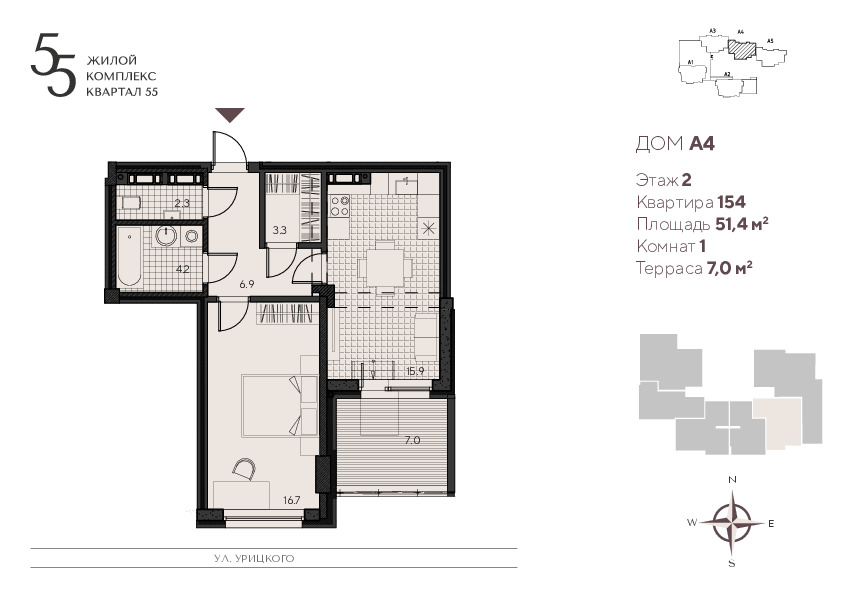 55
ЖИЛОЙ
КОМПЛЕКС
КВАРТАЛ 55
A3
A4
A5
A1
A2
ДОМ А4
Этаж 2
Квартира 154
Площадь 51,4 м²
Комнат 1
Терраса 7,0 м²
2.3
3.3
4.2
6.9
15.9
7.0
16.7
N
W
E
S
УЛ. УРИЦКОГО